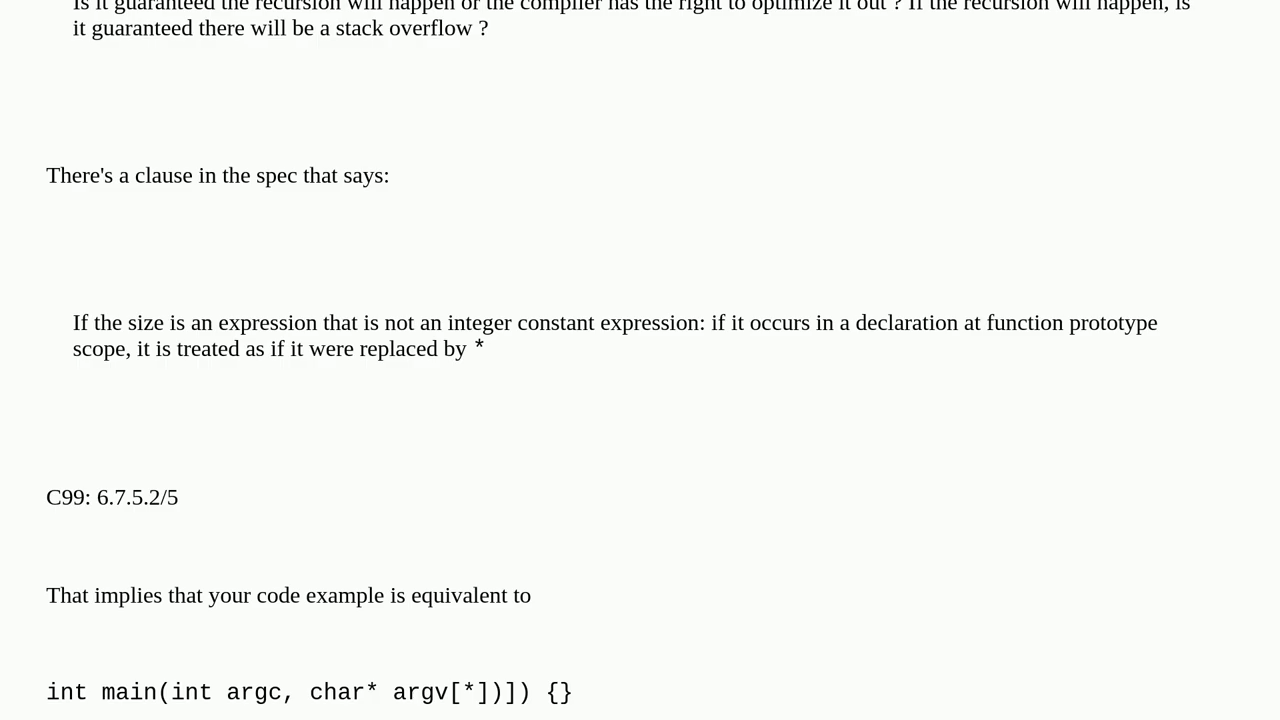 Is it guaranteed the recursion will happen or the compiler has the right to optimize it out ? If the recursion will happen, is
it guaranteed there will be a stack overflow ?
There's a clause in the spec that says:
If the size is an expression that is not an integer constant expression: if it occurs in a declaration at function prototype
scope, it is treated as if it were replaced by *
C99: 6.7.5.2/5
That implies that your code example is equivalent to
int main(int argc, char* argv[*])]) {}